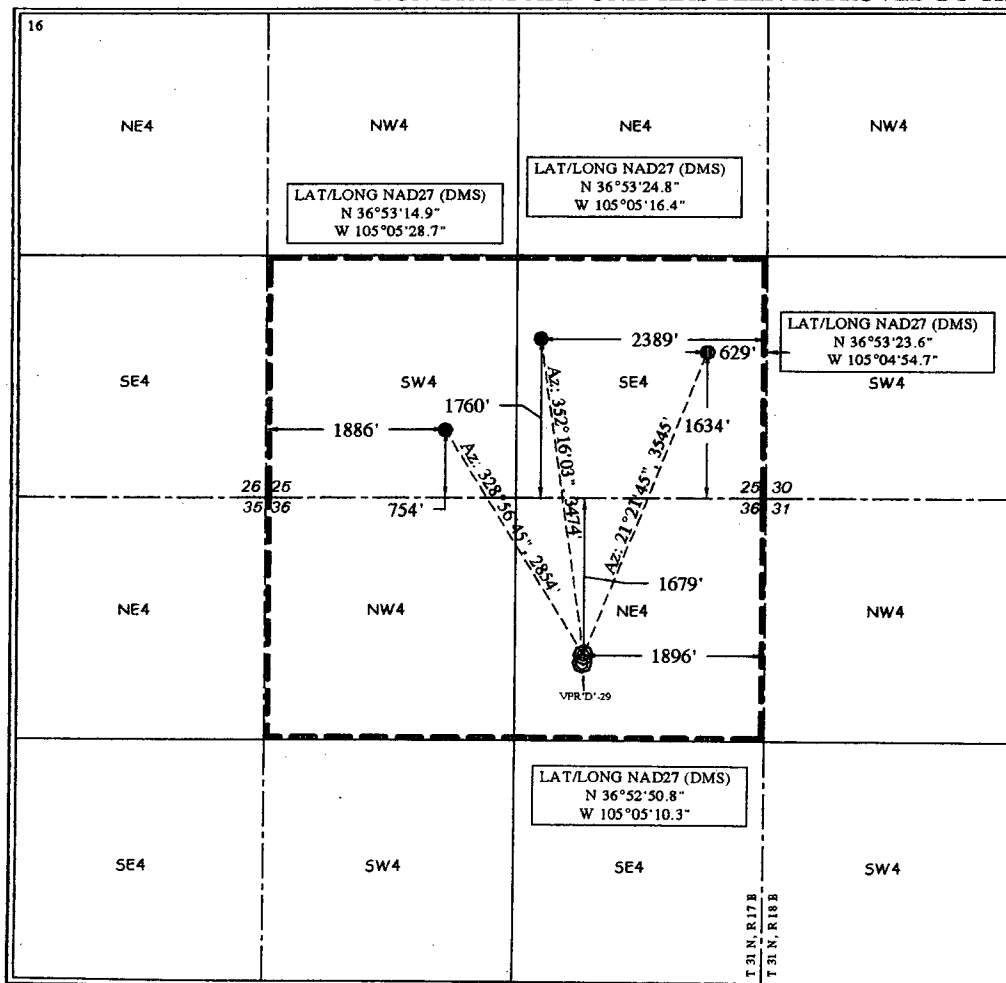 16
NE4
NW4
NE4
NW4
LAT/LONG NAD27 (DMS)
N 36°53'24.8"
W 105°05'16.4"
LAT/LONG NAD27 (DMS)
N 36°53'14.9"
W 105°05'28.7"
2389'
629'
LAT/LONG NAD27 (DMS)
N 36°53'23.6"
W 105°04'54.7"
SE4
SW4
SE4
SW4
1760'
1634'
1886'
754'
Az: 328°56'45" 2854'
Az: 352°16'03" 3474'
Az: 21°21'45" 3545'
26 25
35 36
25 30
36 31
1679'
NE4
NW4
NE4
NW4
1896'
VPR'D'-29
LAT/LONG NAD27 (DMS)
N 36°52'50.8"
W 105°05'10.3"
SE4
SW4
SE4
SW4
T 31 N, R17 E
T 31 N, R18 E